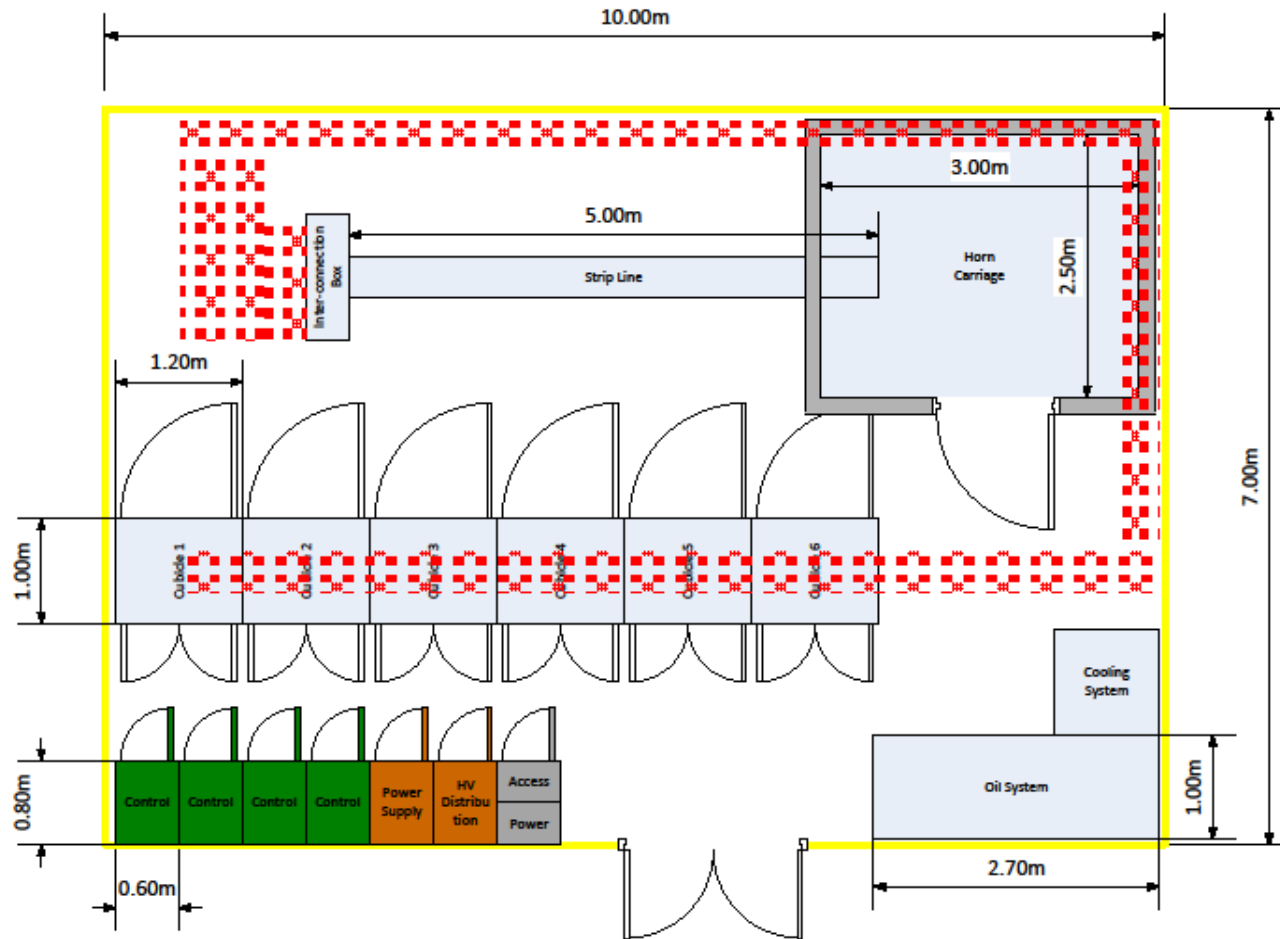 10.00m
3.00m
5.00m
2.50m
Horn
Carriage
Inter-connection
Box
Strip Line
1.20m
7.00m
1.00m
Cubicle 1
Cubicle 2
Cubicle 3
Cubicle 4
Cubicle 5
Cubicle 6
Cooling
System
0.80m
Control
Control
Control
Control
Power
Supply
HV
Distribu
tion
Access
Power
Oil System
1.00m
0.60m
2.70m